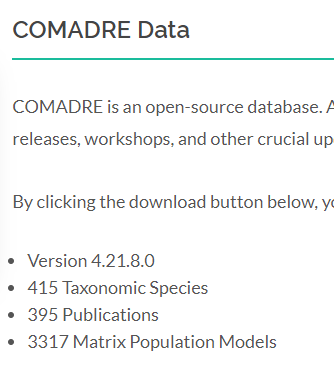 COMADRE Data
COMADRE is an open-source database. A
releases, workshops, and other crucial up
By clicking the download button below, yo
Version 4.21.8.0
415 Taxonomic Species
395 Publications
3317 Matrix Population Models